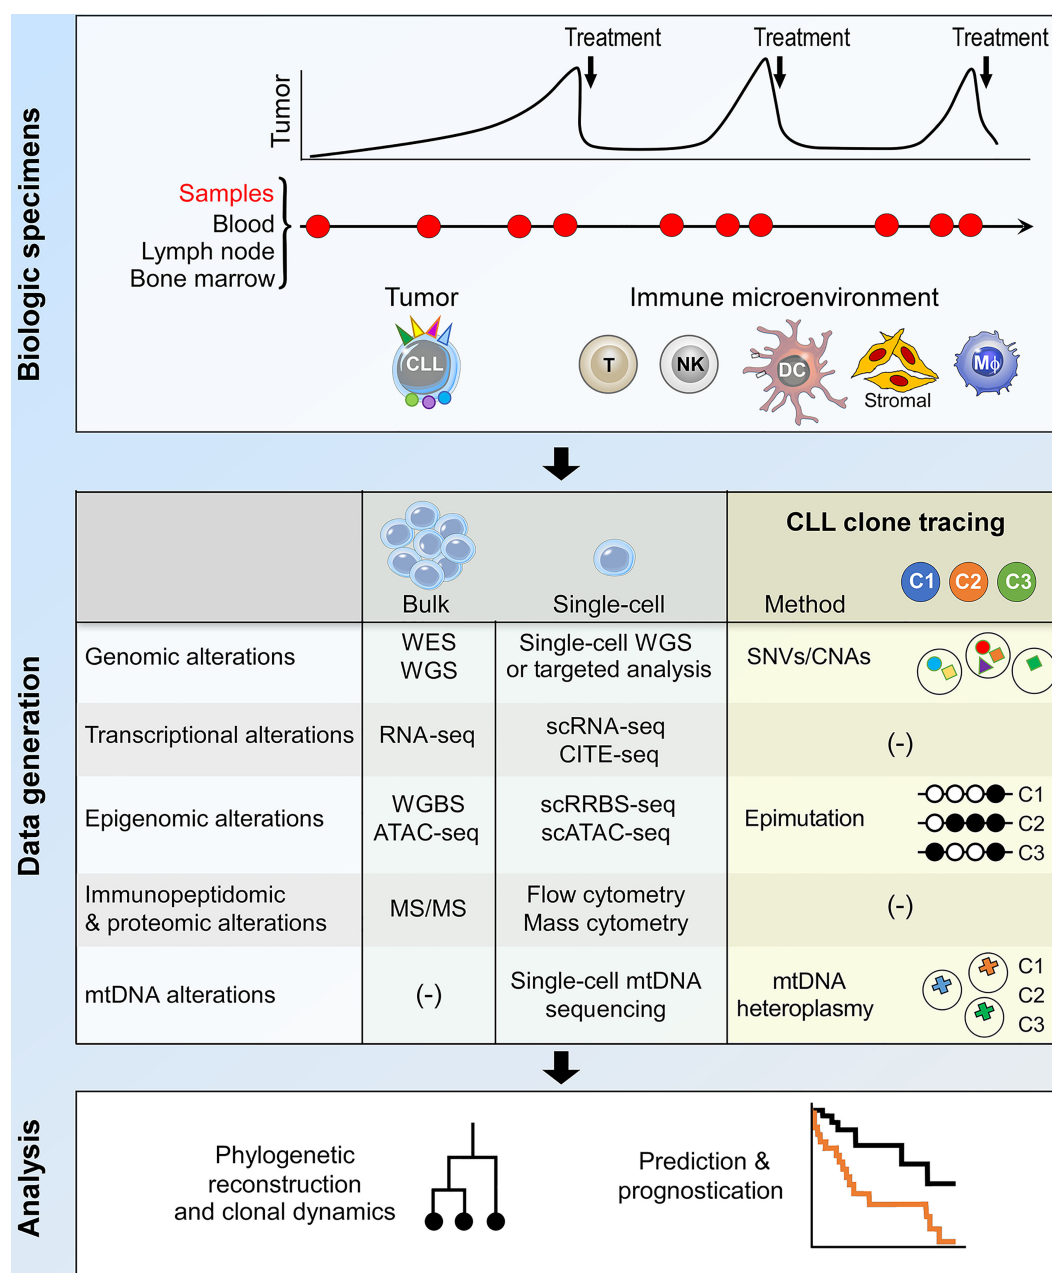 Biologic specimens
Treatment
Treatment
Treatment
Tumor
Samples
Blood
Lymph node
Bone marrow
Tumor
Immune microenvironment
CLL
T
NK
DC
Stromal
Mϕ
Data generation
CLL clone tracing
C1
C2
C3
Bulk
Single-cell
Method
Genomic alterations
WES
WGS
Single-cell WGS
or targeted analysis
SNVs/CNAs
Transcriptional alterations
RNA-seq
scRNA-seq
CITE-seq
(-)
Epigenomic alterations
WGBS
ATAC-seq
scRRBS-seq
scATAC-seq
Epimutation
C1
C2
C3
Immunopeptidomic
& proteomic alterations
MS/MS
Flow cytometry
Mass cytometry
(-)
mtDNA alterations
(-)
Single-cell mtDNA
sequencing
mtDNA
heteroplasmy
C1
C2
C3
Analysis
Phylogenetic
reconstruction
and clonal dynamics
Prediction &
prognostication